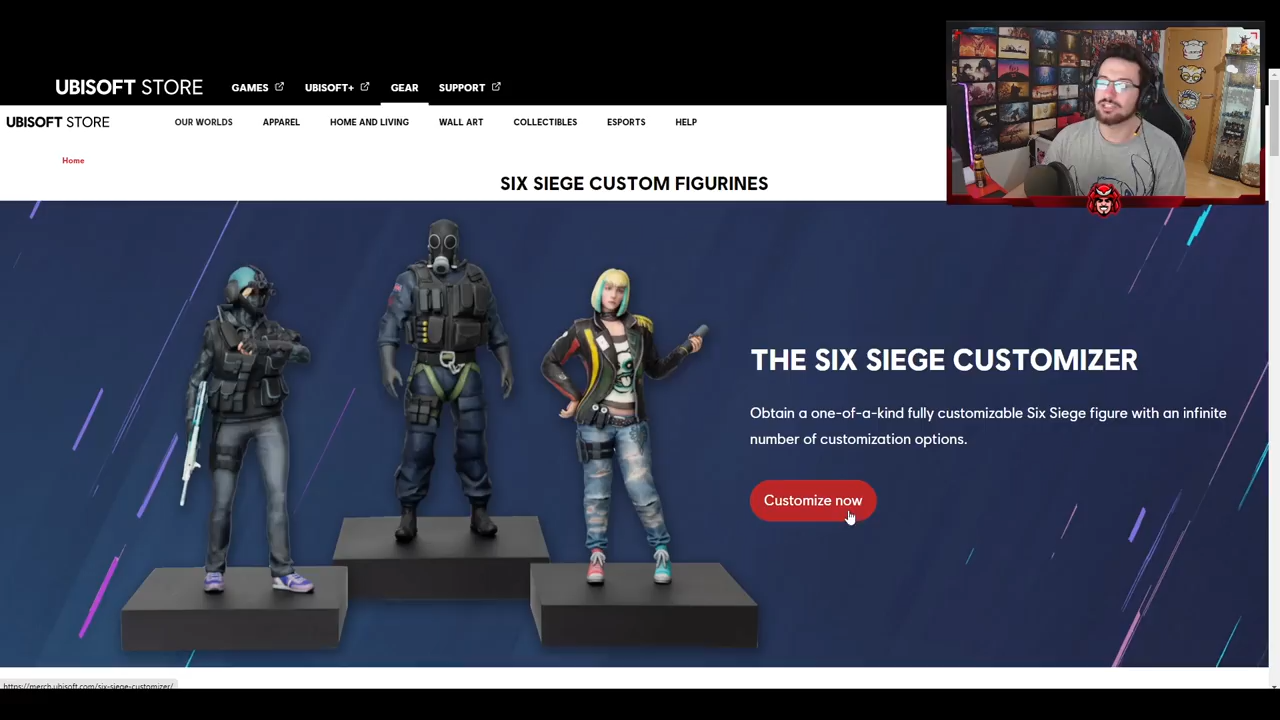 UBISOFT STORE GAMES UBISOFT+ GEAR SUPPORT
UBISOFT STORE OUR WORLDS APPAREL HOME AND LIVING WALL ART COLLECTIBLES ESPORTS HELP
Home
SIX SIEGE CUSTOM FIGURINES
THE SIX SIEGE CUSTOMIZER
Obtain a one-of-a-kind fully customizable Six Siege figure with an infinite
number of customization options.
Customize now
https://merch.ubisoft.com/six-siege-customizer/